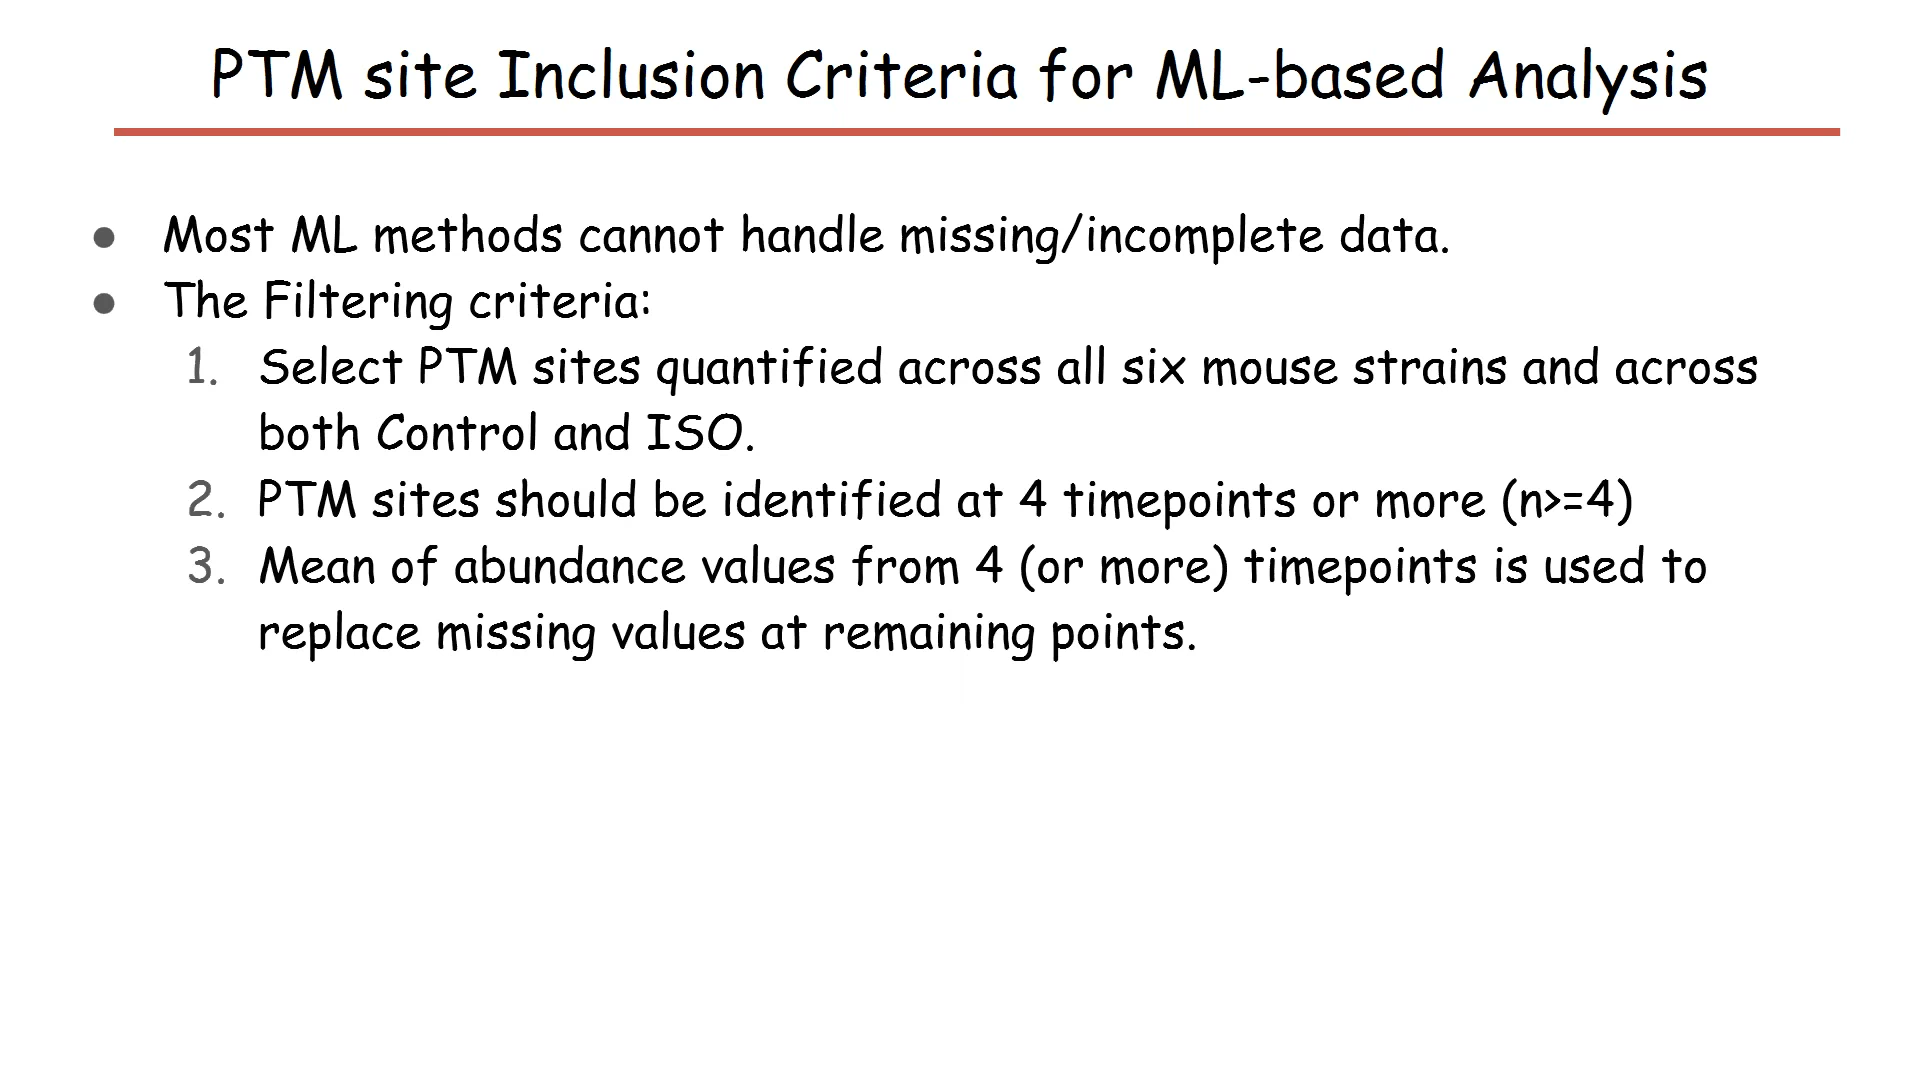 PTM site Inclusion Criteria for ML-based Analysis
● Most ML methods cannot handle missing/incomplete data.
● The Filtering criteria:
1. Select PTM sites quantified across all six mouse strains and across
both Control and ISO.
2. PTM sites should be identified at 4 timepoints or more (n>=4)
3. Mean of abundance values from 4 (or more) timepoints is used to
replace missing values at remaining points.